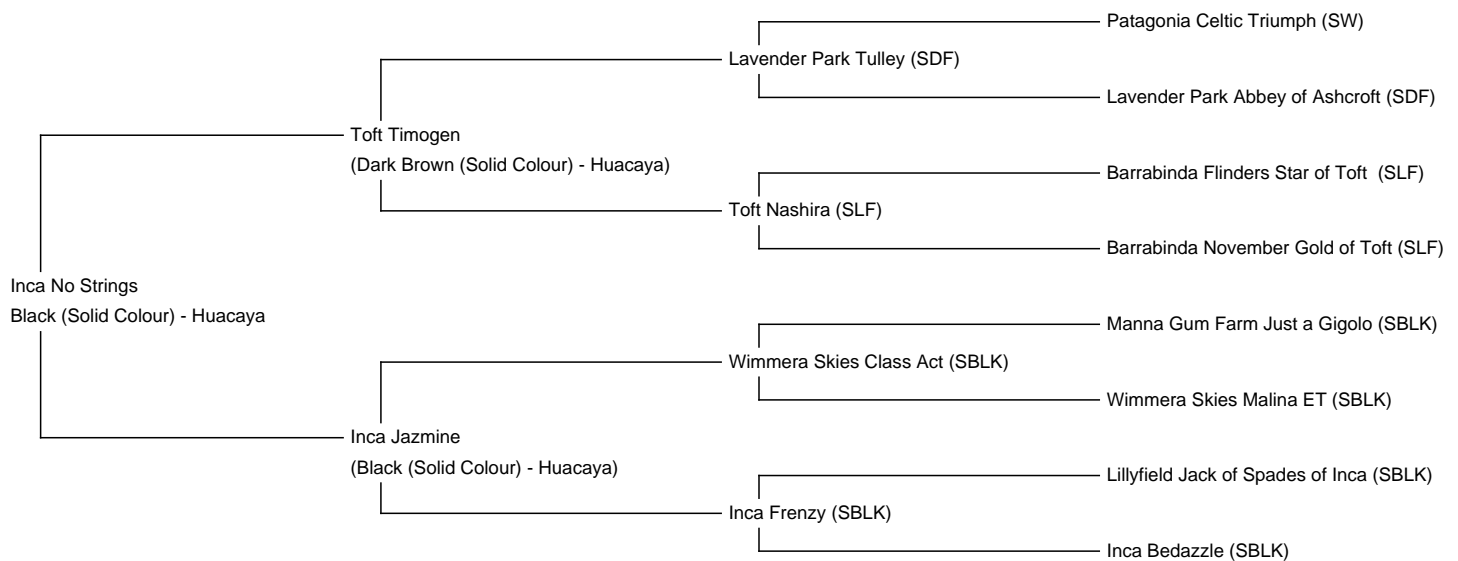 Patagonia Celtic Triumph (SW)
Lavender Park Tulley (SDF)
Lavender Park Abbey of Ashcroft (SDF)
Toft Timogen
(Dark Brown (Solid Colour) - Huacaya)
Barrabinda Flinders Star of Toft  (SLF)
Toft Nashira (SLF)
Barrabinda November Gold of Toft (SLF)
Inca No Strings
Black (Solid Colour) - Huacaya
Manna Gum Farm Just a Gigolo (SBLK)
Wimmera Skies Class Act (SBLK)
Wimmera Skies Malina ET (SBLK)
Inca Jazmine
(Black (Solid Colour) - Huacaya)
Lillyfield Jack of Spades of Inca (SBLK)
Inca Frenzy (SBLK)
Inca Bedazzle (SBLK)